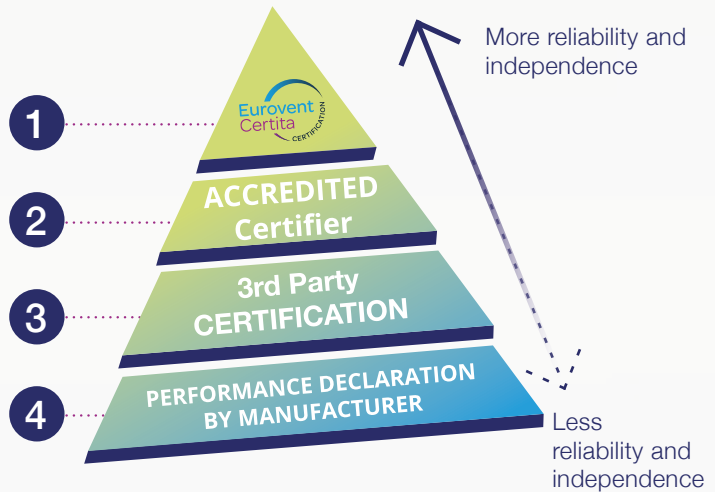 More reliability and
independence
1
Eurovent
Certita
CERTIFICATION
2
ACCREDITED
Certifier
3
3rd Party
CERTIFICATION
4
PERFORMANCE DECLARATION
BY MANUFACTURER
Less
reliability and
independence